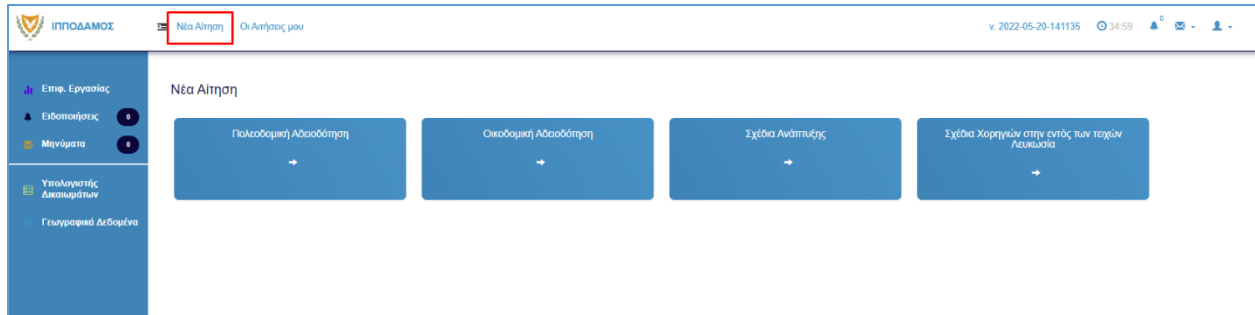 ΙΠΠΟΔΑΜΟΣ
Νέα Αίτηση
Οι Αιτήσεις μου
v. 2022-05-20-141135
34:59
0
Επιφ. Εργασίας
Ειδοποιήσεις
0
Μηνύματα
0
Υπολογιστής
Δικαιωμάτων
Γεωγραφικά Δεδομένα
Νέα Αίτηση
Πολεοδομική Αδειοδότηση
Οικοδομική Αδειοδότηση
Σχέδια Ανάπτυξης
Σχέδια Χορηγιών στην εντός των τειχών
Λευκωσία